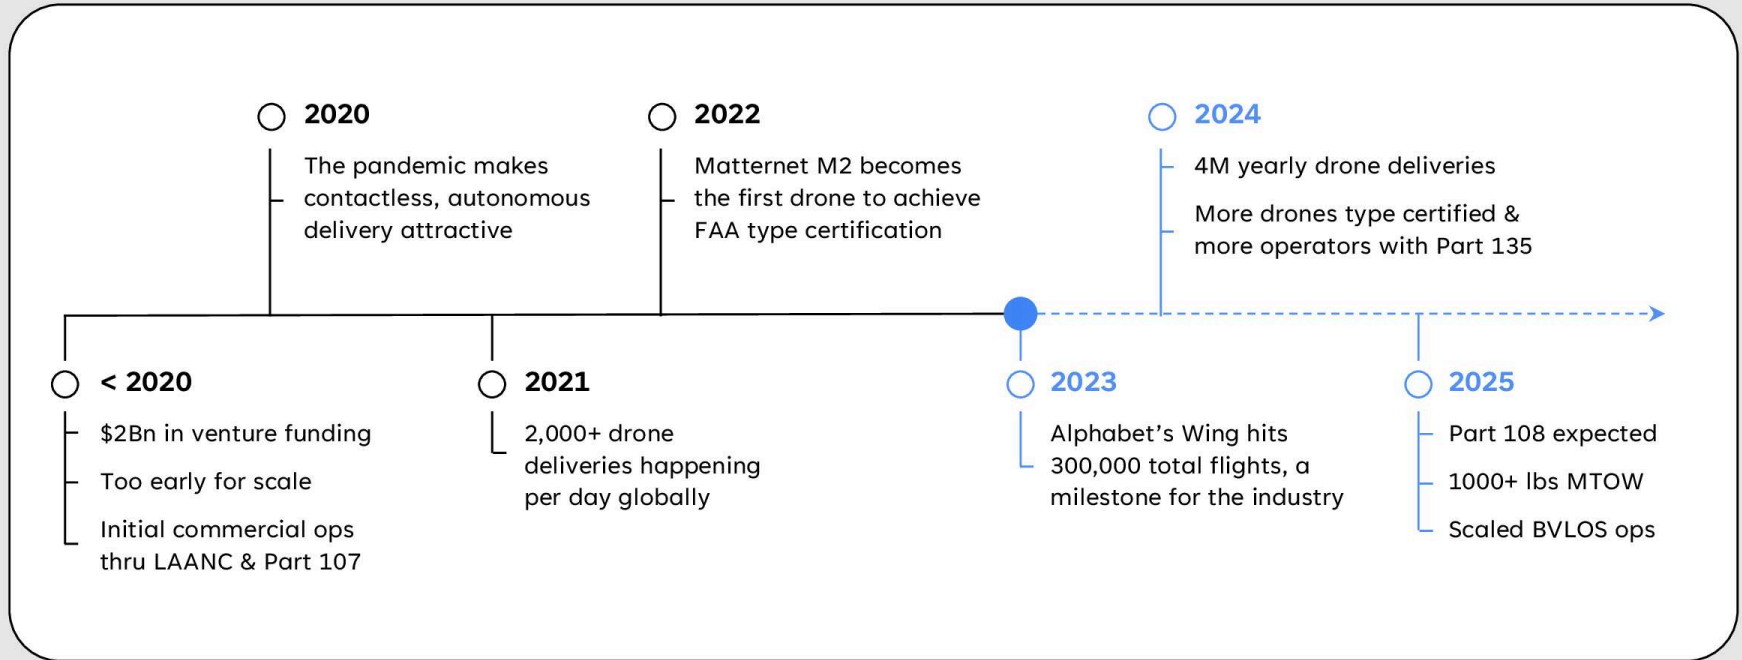 2020
The pandemic makes
contactless, autonomous
delivery attractive
2022
Matternet M2 becomes
the first drone to achieve
FAA type certification
2024
4M yearly drone deliveries
More drones type certified &
more operators with Part 135
< 2020
$2Bn in venture funding
Too early for scale
Initial commercial ops
thru LAANC & Part 107
2021
2,000+ drone
deliveries happening
per day globally
2023
Alphabet’s Wing hits
300,000 total flights, a
milestone for the industry
2025
Part 108 expected
1000+ lbs MTOW
Scaled BVLOS ops